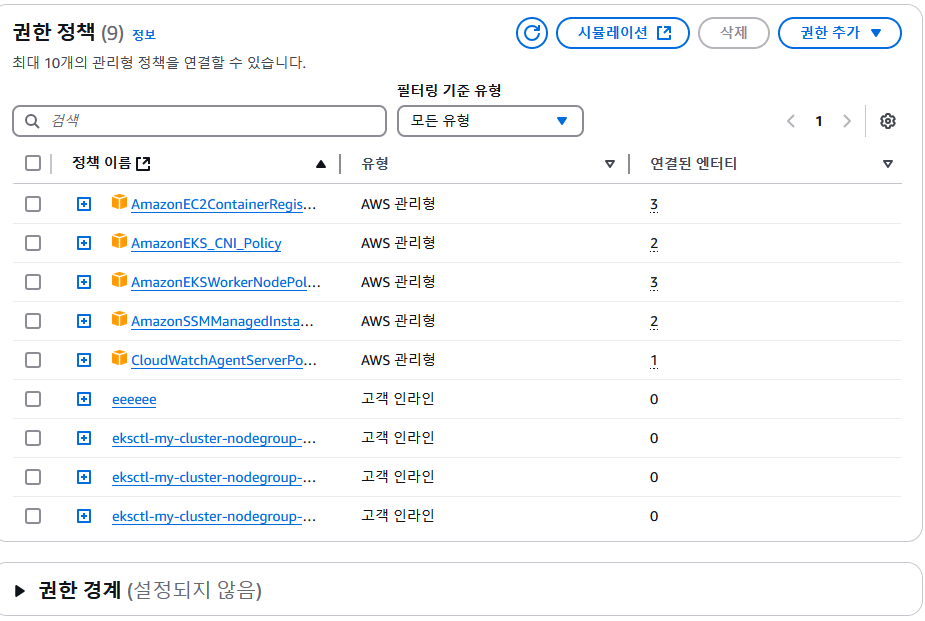 권한 정책 (9) 정보
시뮬레이션 삭제 권한 추가
최대 10개의 관리형 정책을 연결할 수 있습니다.
필터링 기준 유형
검색 모든 유형 1
정책 이름 유형 연결된 엔터티
AmazonEC2ContainerRegis... AWS 관리형 3
AmazonEKS_CNI_Policy AWS 관리형 2
AmazonEKSWorkerNodePol... AWS 관리형 3
AmazonSSMManagedInsta... AWS 관리형 2
CloudWatchAgentServerPo... AWS 관리형 1
eeeeee 고객 인라인 0
eksctl-my-cluster-nodegroup-... 고객 인라인 0
eksctl-my-cluster-nodegroup-... 고객 인라인 0
eksctl-my-cluster-nodegroup-... 고객 인라인 0
권한 경계 (설정되지 않음)